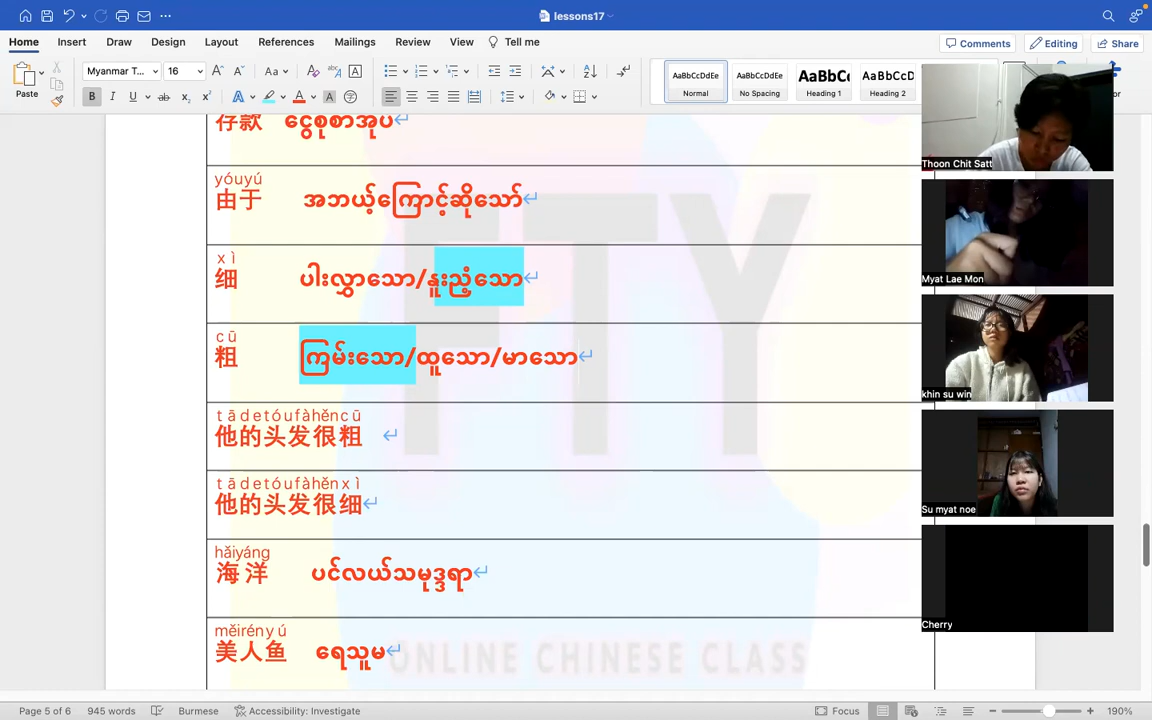 lessons17
Home Insert Draw Design Layout References Mailings Review View Tell me
Comments Editing Share
Paste
Myanmar T... 16
AaBbCcDdEe AaBbCcDdEe AaBbCc AaBbCcD
Normal No Spacing Heading 1 Heading 2
存款 ငွေစုစာအုပ်
yóuyú
由于 အဘယ့်ကြောင့်ဆိုသော်
xì
细 ပါးလွှာသော/နူးညံ့သော
cū
粗 ကြမ်းသော/ထူသော/မာသော
tādetóufàhěncū
他的头发很粗
tādetóufàhěnxì
他的头发很细
hǎiyáng
海洋 ပင်လယ်သမုဒ္ဒရာ
měirényú
美人鱼 ရေသူမ
FTY
ONLINE CHINESE CLASS
Thoon Chit Satt
Myat Lae Mon
khin su win
Su myat noe
Cherry
Page 5 of 6 945 words Burmese Accessibility: Investigate Focus 190%